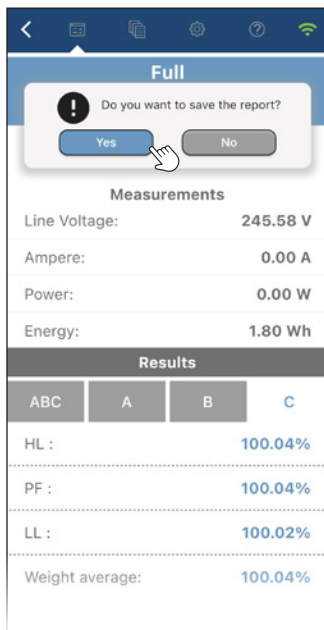 Full
Do you want to save the report?
Yes No
Measurements
Line Voltage: 245.58 V
Ampere: 0.00 A
Power: 0.00 W
Energy: 1.80 Wh
Results
ABC A B C
HL : 100.04%
PF : 100.04%
LL : 100.02%
Weight average: 100.04%